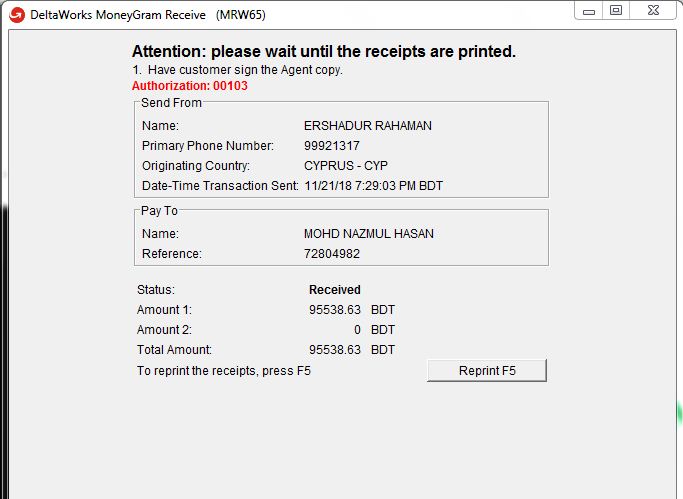 DeltaWorks MoneyGram Receive (MRW65)
Attention: please wait until the receipts are printed.
1. Have customer sign the Agent copy.
Authorization: 00103
Send From
Name: ERSHADUR RAHAMAN
Primary Phone Number: 99921317
Originating Country: CYPRUS - CYP
Date-Time Transaction Sent: 11/21/18 7:29:03 PM BDT
Pay To
Name: MOHD NAZMUL HASAN
Reference: 72804982
Status: Received
Amount 1: 95538.63 BDT
Amount 2: 0 BDT
Total Amount: 95538.63 BDT
To reprint the receipts, press F5 Reprint F5